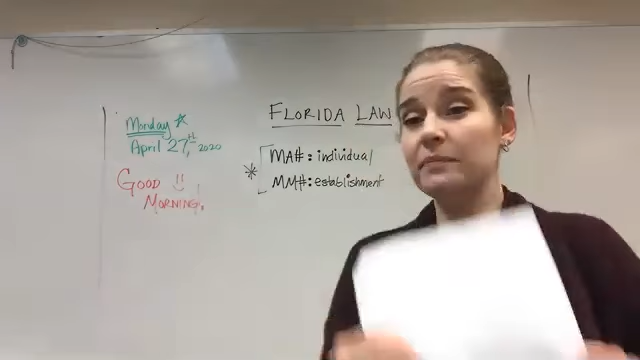 Monday
April 27th, 2020
GOOD
MORNING!
FLORIDA LAW
* MA#: individual
MM#: establishment